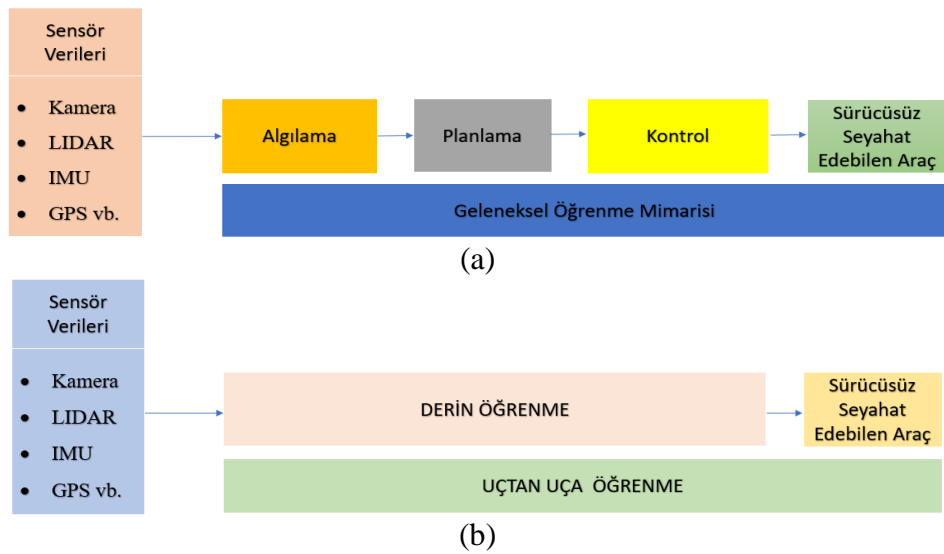 Sensör
Verileri
• Kamera
• LIDAR
• IMU
• GPS vb.
Algılama
Planlama
Kontrol
Sürücüsüz
Seyahat
Edebilen Araç
Geleneksel Öğrenme Mimarisi
(a)
Sensör
Verileri
• Kamera
• LIDAR
• IMU
• GPS vb.
DERİN ÖĞRENME
Sürücüsüz
Seyahat
Edebilen Araç
UÇTAN UÇA ÖĞRENME
(b)